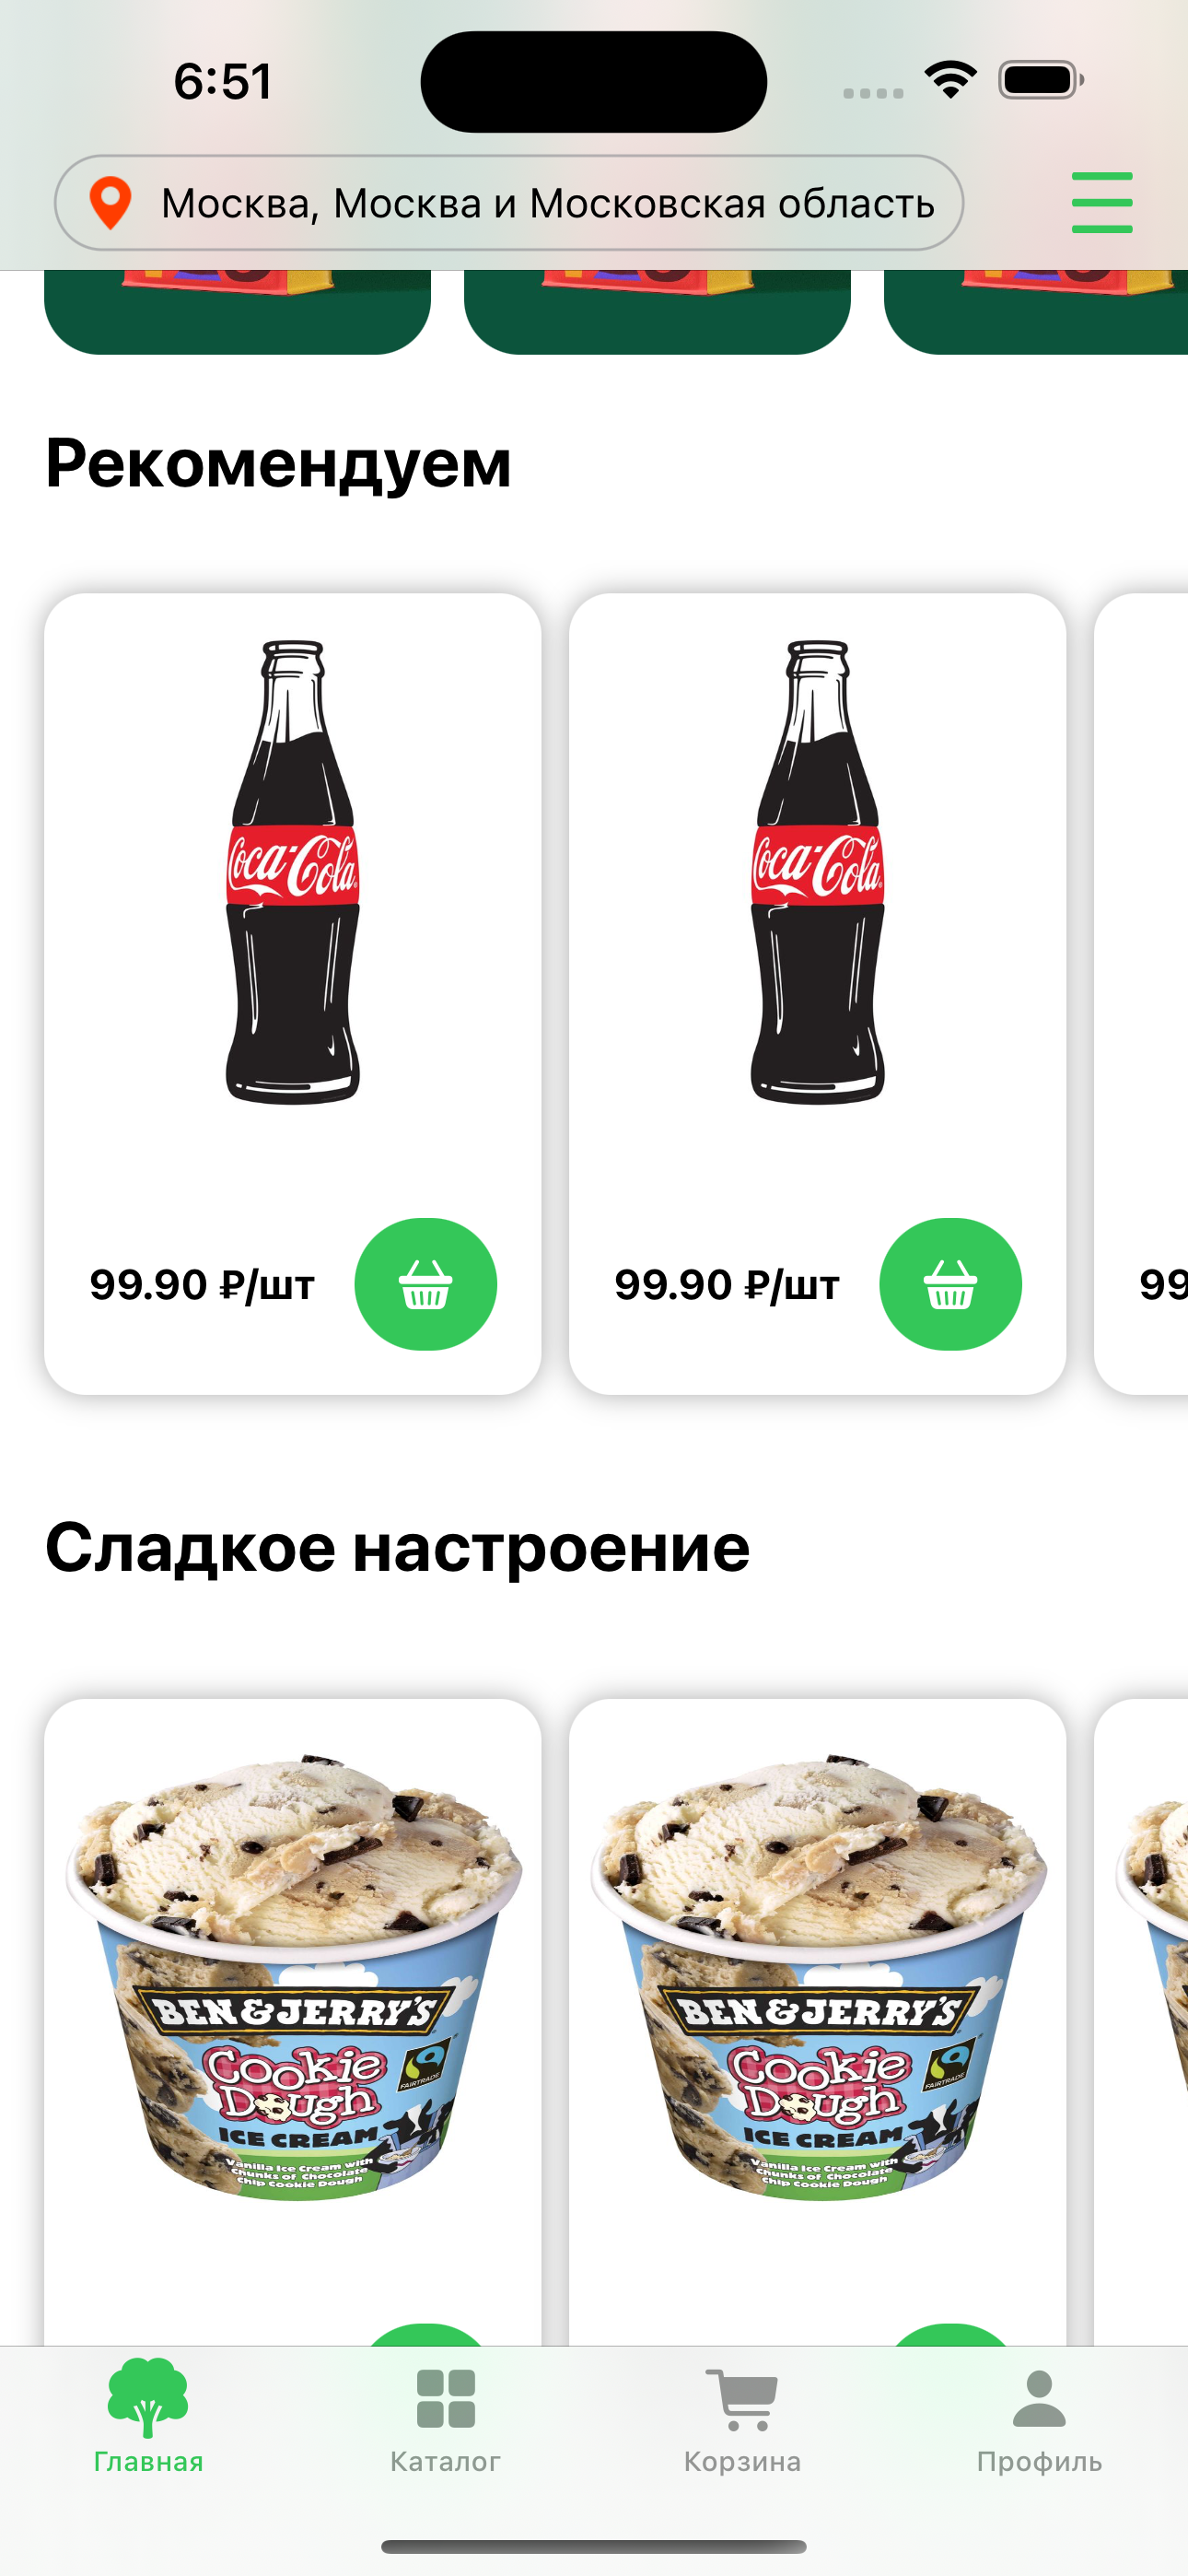 6:51
Москва, Москва и Московская область
Рекомендуем
Coca-Cola
Coca-Cola
99.90 ₽/шт
99.90 ₽/шт
99
Сладкое настроение
BEN & JERRY'S
Cookie
Dough
FAIRTRADE
ICE CREAM
Vanilla Ice Cream with
Chunks of Chocolate
Chip Cookie Dough
BEN & JERRY'S
Cookie
Dough
FAIRTRADE
ICE CREAM
Vanilla Ice Cream with
Chunks of Chocolate
Chip Cookie Dough
Главная
Каталог
Корзина
Профиль